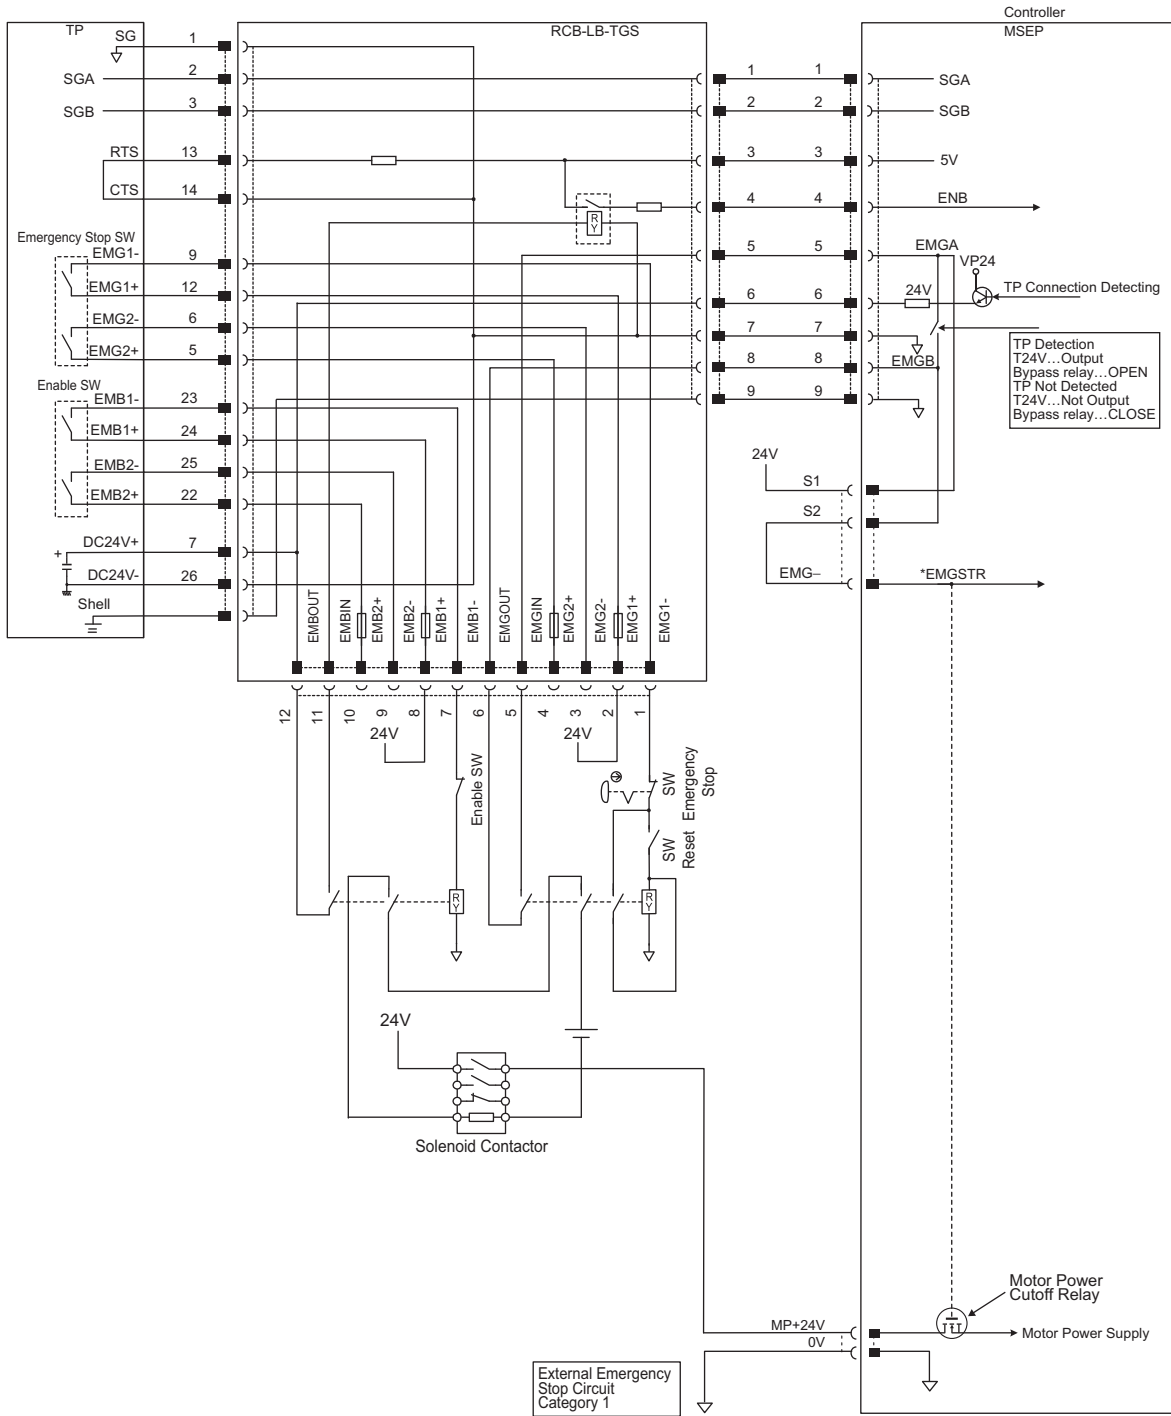 Controller
TP
RCB-LB-TGS
MSEP
SG 1
SGA 2
SGB 3
RTS 13
CTS 14
Emergency Stop SW
EMG1- 9
EMG1+ 12
EMG2- 6
EMG2+ 5
Enable SW
EMB1- 23
EMB1+ 24
EMB2- 25
EMB2+ 22
DC24V+ 7
+
DC24V- 26
Shell
RY
1 1 SGA
2 2 SGB
3 3 5V
4 4 ENB
5 5 EMGA
VP24
6 6 24V
TP Connection Detecting
7 7
8 8 EMGB
9 9
TP Detection
T24V...Output
Bypass relay...OPEN
TP Not Detected
T24V...Not Output
Bypass relay...CLOSE
24V
S1
S2
EMG–
*EMGSTR
EMBOUT
EMBIN
EMB2+
EMB2-
EMB1+
EMB1-
EMGOUT
EMGIN
EMG2+
EMG2-
EMG1+
EMG1-
12
11
10
9
8
7
6
5
4
3
2
1
24V
24V
Enable SW
Emergency Stop
SW
Reset
SW
RY
RY
24V
Solenoid Contactor
Motor Power
Cutoff Relay
MP+24V
Motor Power Supply
0V
External Emergency
Stop Circuit
Category 1